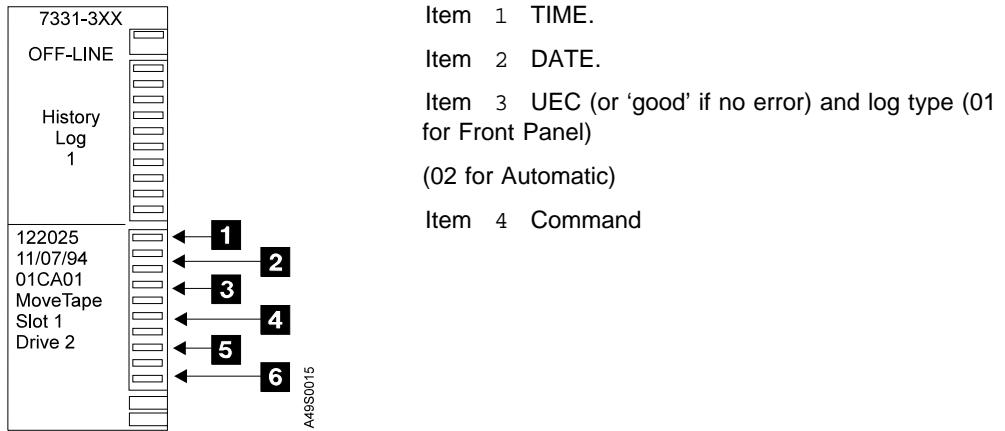 7331-3XX
OFF-LINE
History
Log
1
122025
11/07/94
01CA01
MoveTape
Slot 1
Drive 2
1
2
3
4
5
6
A49S0015
Item 1 TIME.
Item 2 DATE.
Item 3 UEC (or ‘good’ if no error) and log type (01
for Front Panel)
(02 for Automatic)
Item 4 Command